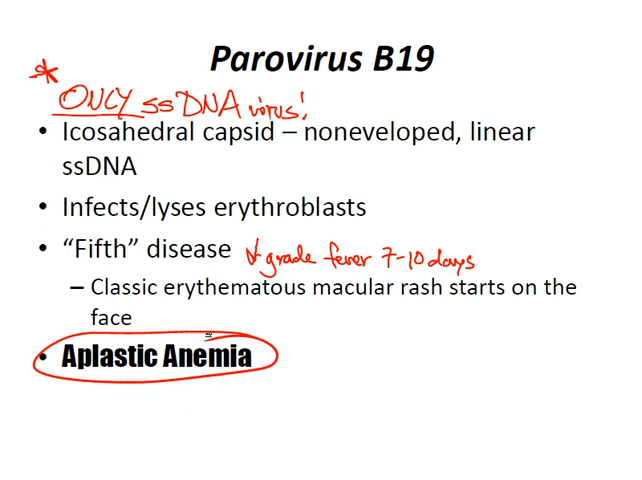 Parovirus B19
* ONLY ssDNA virus!
• Icosahedral capsid – noneveloped, linear
ssDNA
• Infects/lyses erythroblasts
• “Fifth” disease ↓ grade fever 7-10 days
– Classic erythematous macular rash starts on the
face
• Aplastic Anemia